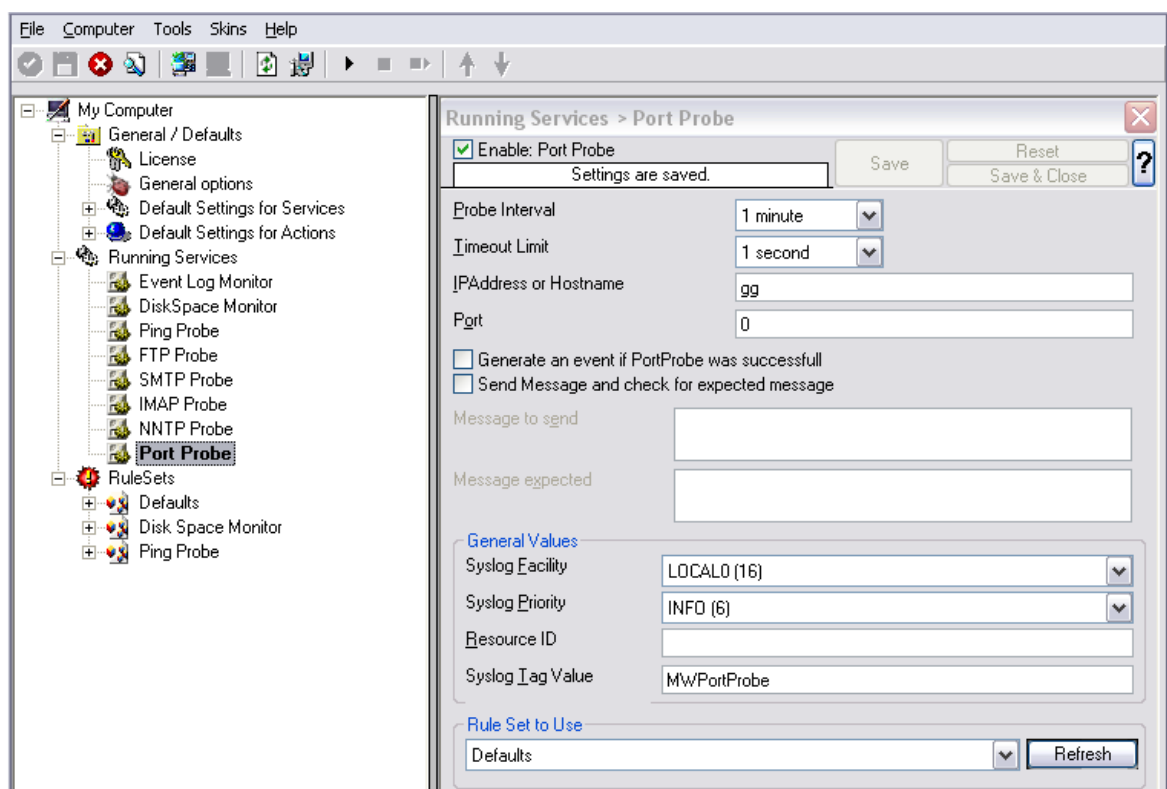 File Computer Tools Skins Help
My Computer
General / Defaults
License
General options
Default Settings for Services
Default Settings for Actions
Running Services
Event Log Monitor
DiskSpace Monitor
Ping Probe
FTP Probe
SMTP Probe
IMAP Probe
NNTP Probe
Port Probe
RuleSets
Defaults
Disk Space Monitor
Ping Probe
Running Services > Port Probe
Enable: Port Probe
Settings are saved.
Save
Reset
Save & Close
?
Probe Interval 1 minute
Timeout Limit 1 second
IPAddress or Hostname gg
Port 0
Generate an event if PortProbe was successfull
Send Message and check for expected message
Message to send
Message expected
General Values
Syslog Facility LOCAL0 (16)
Syslog Priority INFO (6)
Resource ID
Syslog Tag Value MWPortProbe
Rule Set to Use
Defaults Refresh